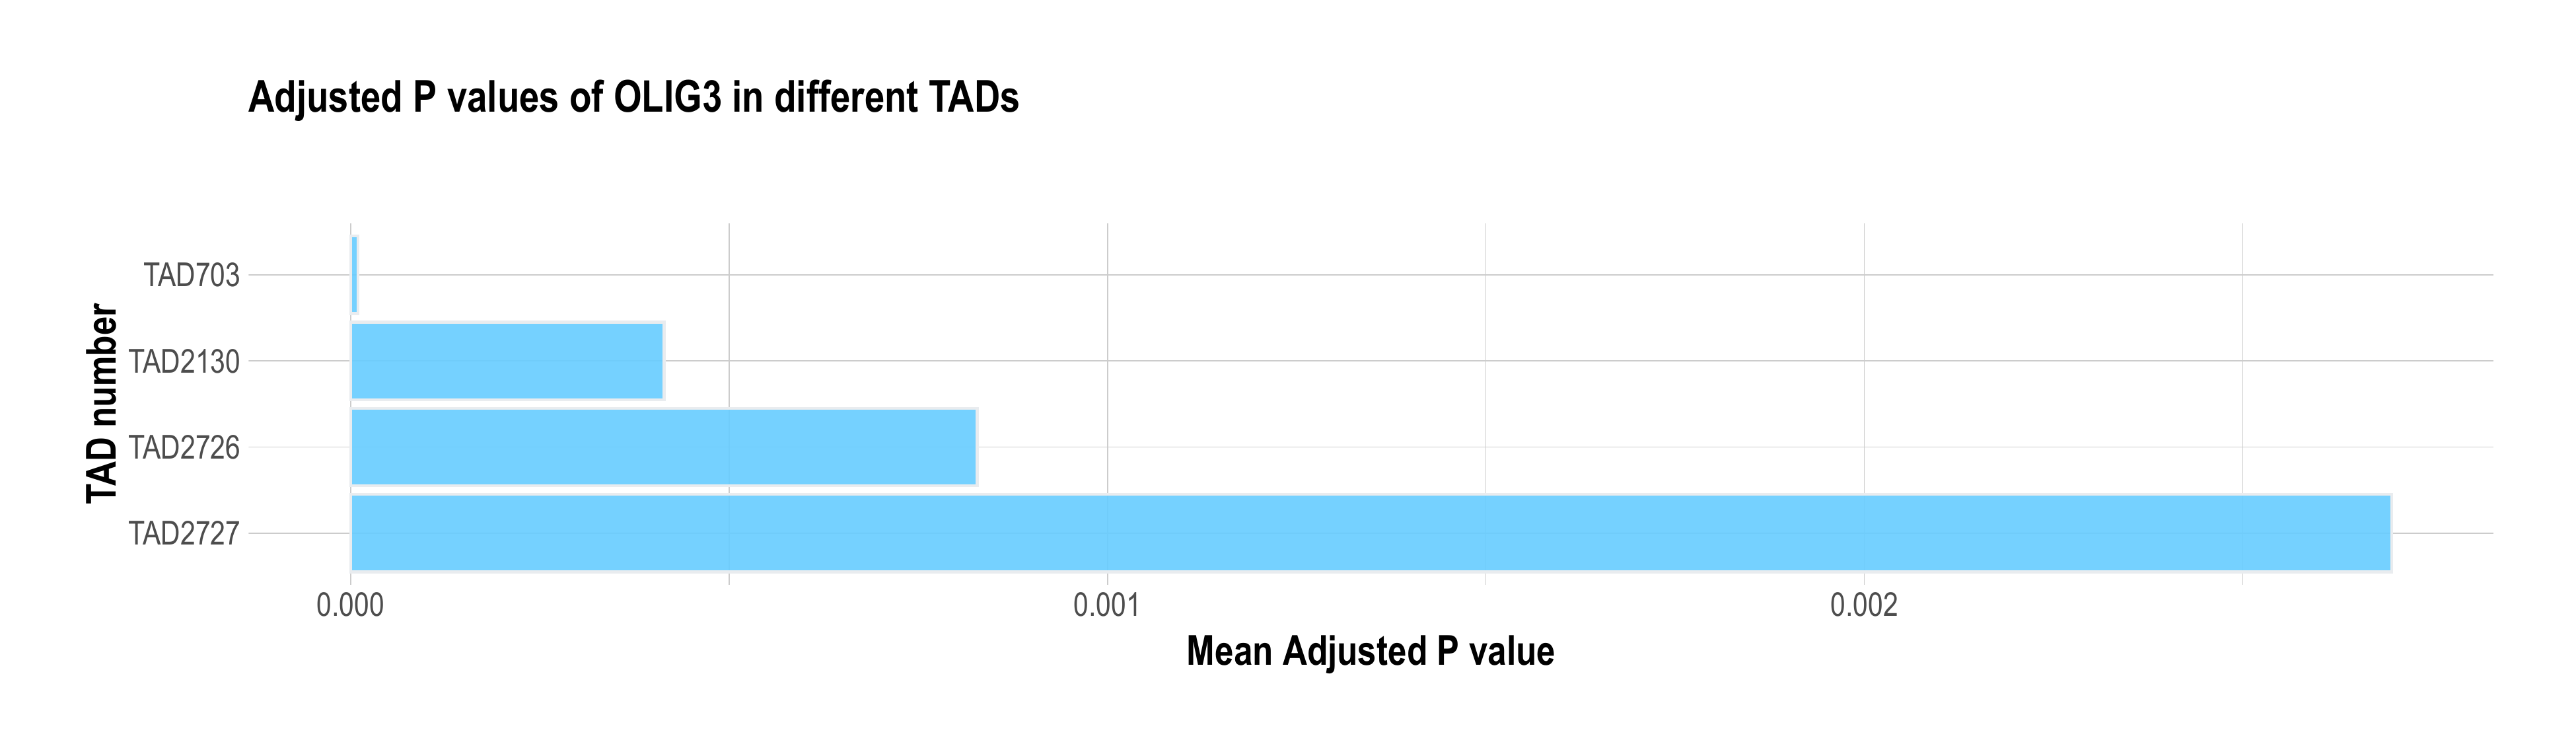 Adjusted P values of OLIG3 in different TADs
TAD number
TAD703
TAD2130
TAD2726
TAD2727
0.000
0.001
0.002
Mean Adjusted P value